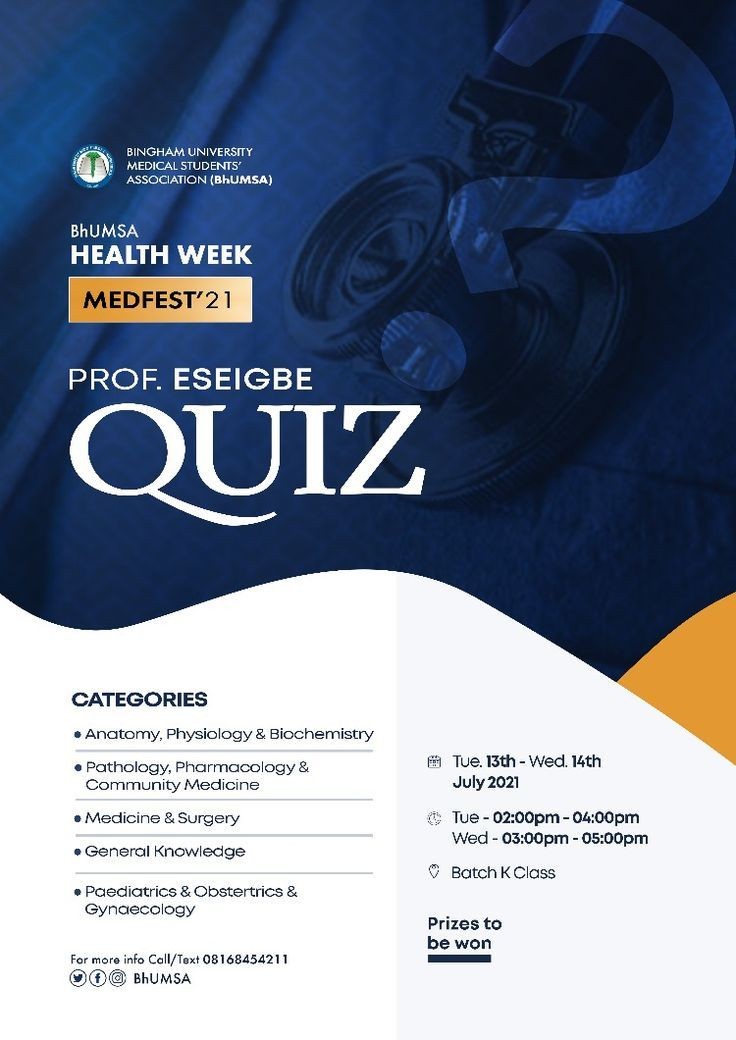 BINGHAM UNIVERSITY
MEDICAL STUDENTS'
ASSOCIATION (BhUMSA)
BhUMSA
HEALTH WEEK
MEDFEST'21
PROF. ESEIGBE
QUIZ
CATEGORIES
• Anatomy, Physiology & Biochemistry
• Pathology, Pharmacology &
Community Medicine
• Medicine & Surgery
• General Knowledge
• Paediatrics & Obstertrics &
Gynaecology
For more info Call/Text 08168454211
BhUMSA
Tue. 13th - Wed. 14th
July 2021
Tue - 02:00pm - 04:00pm
Wed - 03:00pm - 05:00pm
Batch K Class
Prizes to
be won